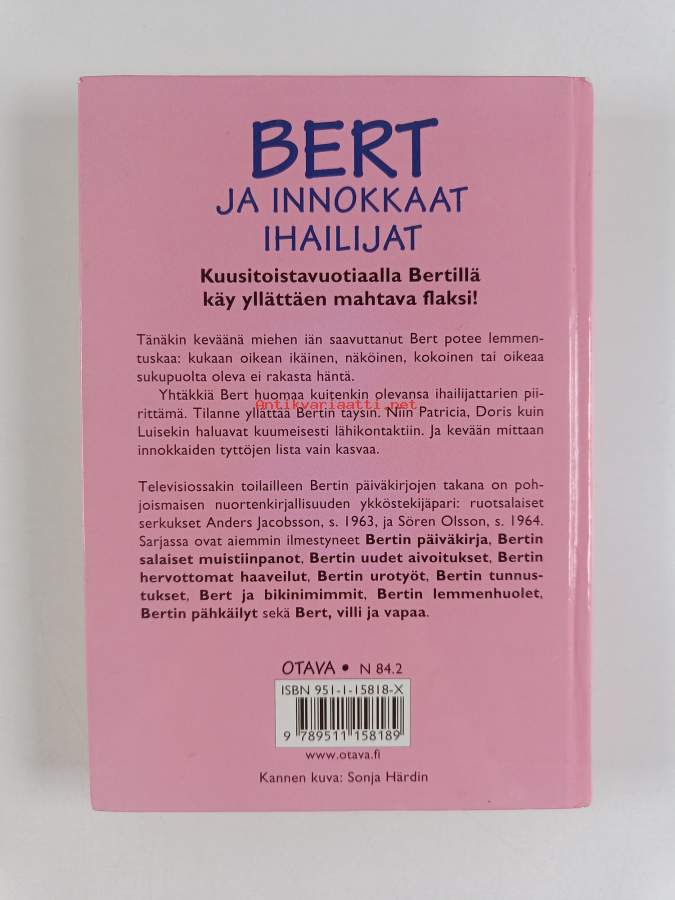 BERT
JA INNOKKAAT
IHAILIJAT
Kuusitoistavuotiaalla Bertillä
käy yllättäen mahtava flaksi!
Tänäkin keväänä miehen iän saavuttanut Bert potee lemmen-
tuskaa: kukaan oikean ikäinen, näköinen, kokoinen tai oikeaa
sukupuolta oleva ei rakasta häntä.
Yhtäkkiä Bert huomaa kuitenkin olevansa ihailijattarien pii-
Antikvariaatti.net
rittämä. Tilanne yllättää Bertin täysin. Niin Patricia, Doris kuin
Luisekin haluavat kuumeisesti lähikontaktiin. Ja kevään mittaan
innokkaiden tyttöjen lista vain kasvaa.
Televisiossakin toilailleen Bertin päiväkirjojen takana on poh-
joismaisen nuortenkirjallisuuden ykköstekijäpari: ruotsalaiset
serkukset Anders Jacobsson, s. 1963, ja Sören Olsson, s. 1964.
Sarjassa ovat aiemmin ilmestyneet Bertin päiväkirja, Bertin
salaiset muistiinpanot, Bertin uudet aivoitukset, Bertin
hervottomat haaveilut, Bertin urotyöt, Bertin tunnus-
tukset, Bert ja bikinimimmit, Bertin lemmenhuolet,
Bertin pähkäilyt sekä Bert, villi ja vapaa.
OTAVA • N 84.2
ISBN 951-1-15818-X
9 789511 158189
www.otava.fi
Kannen kuva: Sonja Härdin